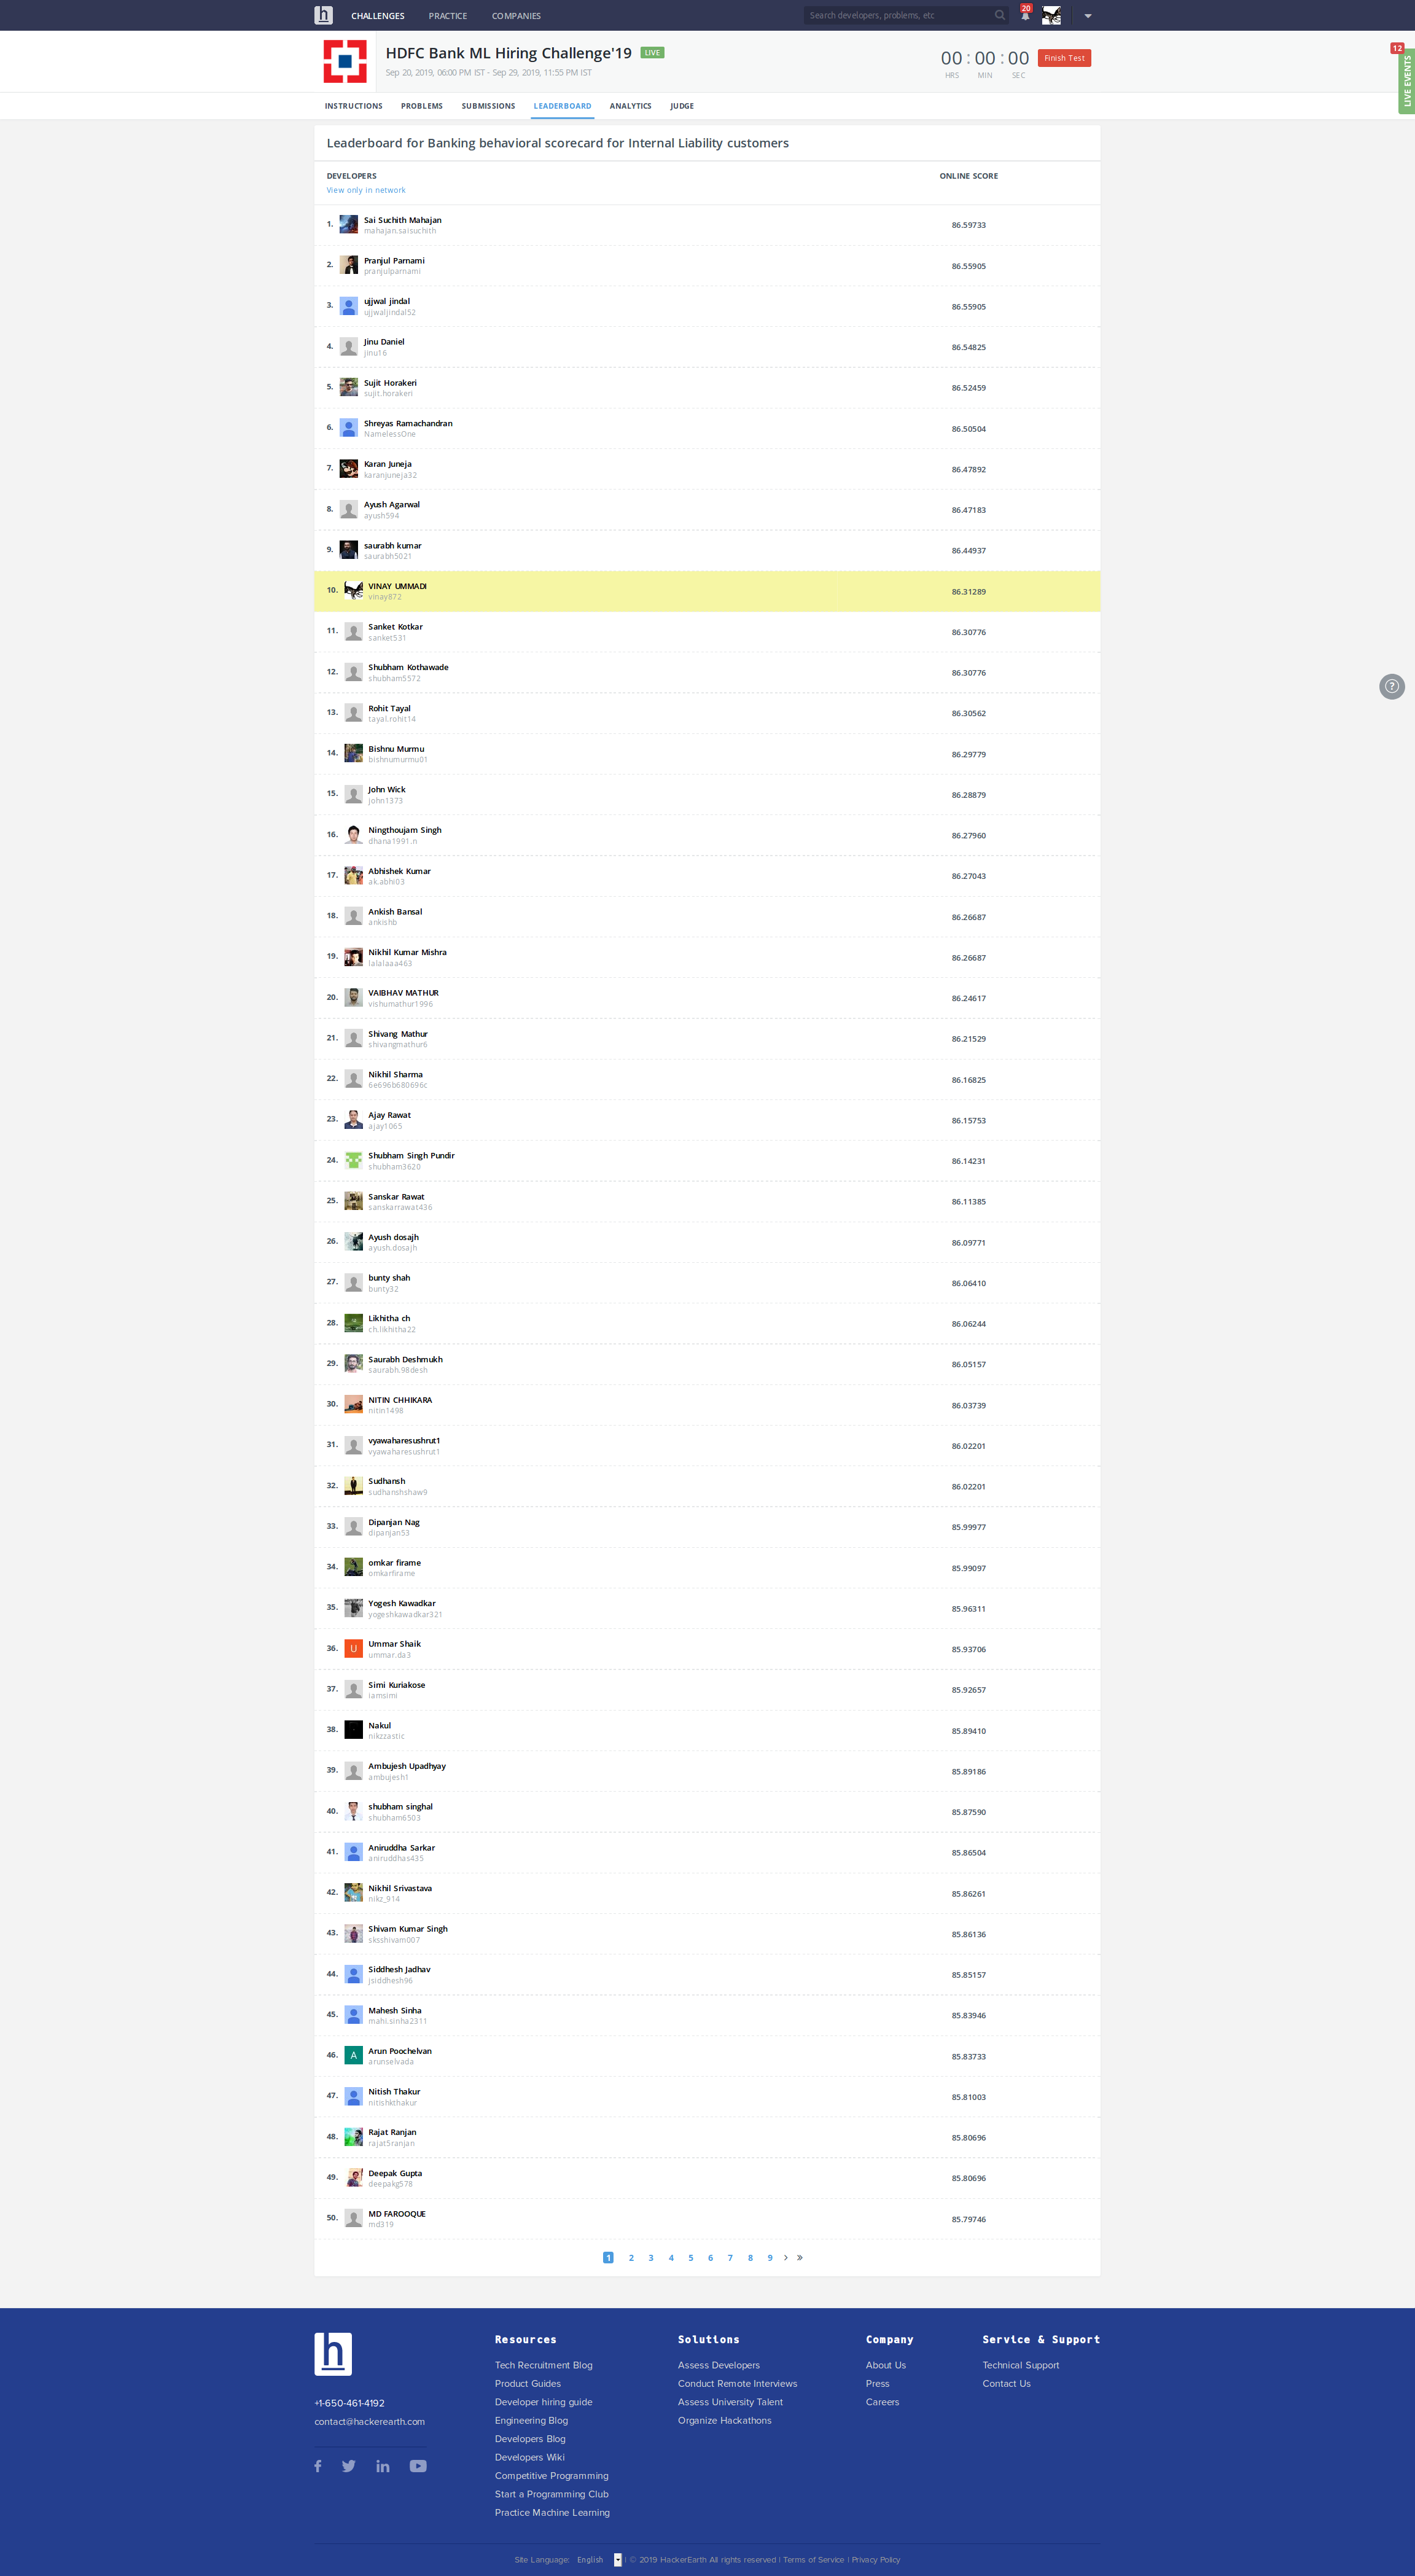 h CHALLENGES PRACTICE COMPANIES Search developers, problems, etc 20
HDFC Bank ML Hiring Challenge'19 LIVE
Sep 20, 2019, 06:00 PM IST - Sep 29, 2019, 11:55 PM IST
00 : 00 : 00 Finish Test
HRS MIN SEC
12
LIVE EVENTS
INSTRUCTIONS PROBLEMS SUBMISSIONS LEADERBOARD ANALYTICS JUDGE
Leaderboard for Banking behavioral scorecard for Internal Liability customers
DEVELOPERS ONLINE SCORE
View only in network
1. Sai Suchith Mahajan 86.59733
mahajan.saisuchith
2. Pranjul Parnami 86.55905
pranjulparnami
3. ujjwal jindal 86.55905
ujjwaljindal52
4. Jinu Daniel 86.54825
jinu16
5. Sujit Horakeri 86.52459
sujit.horakeri
6. Shreyas Ramachandran 86.50504
NamelessOne
7. Karan Juneja 86.47892
karanjuneja32
8. Ayush Agarwal 86.47183
ayush594
9. saurabh kumar 86.44937
saurabh5021
10. VINAY UMMADI 86.31289
vinay872
11. Sanket Kotkar 86.30776
sanket531
12. Shubham Kothawade 86.30776
shubham5572
13. Rohit Tayal 86.30562
tayal.rohit14
14. Bishnu Murmu 86.29779
bishnumurmu01
15. John Wick 86.28879
john1373
16. Ningthoujam Singh 86.27960
dhana1991.n
17. Abhishek Kumar 86.27043
ak.abhi03
18. Ankish Bansal 86.26687
ankishb
19. Nikhil Kumar Mishra 86.26687
lalalaaa463
20. VAIBHAV MATHUR 86.24617
vishumathur1996
21. Shivang Mathur 86.21529
shivangmathur6
22. Nikhil Sharma 86.16825
6e696b680696c
23. Ajay Rawat 86.15753
ajay1065
24. Shubham Singh Pundir 86.14231
shubham3620
25. Sanskar Rawat 86.11385
sanskarrawat436
26. Ayush dosajh 86.09771
ayush.dosajh
27. bunty shah 86.06410
bunty32
28. Likhitha ch 86.06244
ch.likhitha22
29. Saurabh Deshmukh 86.05157
saurabh.98desh
30. NITIN CHHIKARA 86.03739
nitin1498
31. vyawaharesushrut1 86.02201
vyawaharesushrut1
32. Sudhansh 86.02201
sudhanshshaw9
33. Dipanjan Nag 85.99977
dipanjan53
34. omkar firame 85.99097
omkarfirame
35. Yogesh Kawadkar 85.96311
yogeshkawadkar321
36. U Ummar Shaik 85.93706
ummar.da3
37. Simi Kuriakose 85.92657
iamsimi
38. Nakul 85.89410
nikzzastic
39. Ambujesh Upadhyay 85.89186
ambujesh1
40. shubham singhal 85.87590
shubham6503
41. Aniruddha Sarkar 85.86504
aniruddhas435
42. Nikhil Srivastava 85.86261
nikz_914
43. Shivam Kumar Singh 85.86136
sksshivam007
44. Siddhesh Jadhav 85.85157
jsiddhesh96
45. Mahesh Sinha 85.83946
mahi.sinha2311
46. A Arun Poochelvan 85.83733
arunselvada
47. Nitish Thakur 85.81003
nitishkthakur
48. Rajat Ranjan 85.80696
rajat5ranjan
49. Deepak Gupta 85.80696
deepakg578
50. MD FAROOQUE 85.79746
md319
1 2 3 4 5 6 7 8 9 › »
h
+1-650-461-4192
contact@hackerearth.com
Resources
Tech Recruitment Blog
Product Guides
Developer hiring guide
Engineering Blog
Developers Blog
Developers Wiki
Competitive Programming
Start a Programming Club
Practice Machine Learning
Solutions
Assess Developers
Conduct Remote Interviews
Assess University Talent
Organize Hackathons
Company
About Us
Press
Careers
Service & Support
Technical Support
Contact Us
Site Language: English | © 2019 HackerEarth All rights reserved | Terms of Service | Privacy Policy